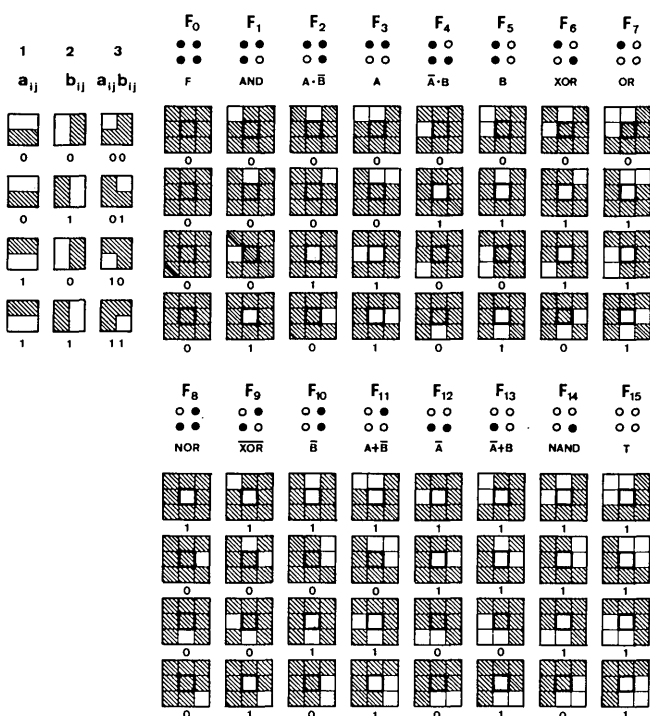 F₀ F₁ F₂ F₃ F₄ F₅ F₆ F₇
1 2 3
aᵢⱼ bᵢⱼ aᵢⱼbᵢⱼ F AND A·B̅ A A̅·B B XOR OR
0 0 00 0 0 0 0 0 0 0 0
0 1 01 0 0 0 0 1 1 1 1
1 0 10 0 0 1 1 0 0 1 1
1 1 11 0 1 0 1 0 1 0 1
F₈ F₉ F₁₀ F₁₁ F₁₂ F₁₃ F₁₄ F₁₅
NOR X̅O̅R̅ B̅ A+B̅ A̅ A̅+B NAND T
1 1 1 1 1 1 1 1
0 0 0 0 1 1 1 1
0 0 1 1 0 0 1 1
0 1 0 1 0 1 0 1